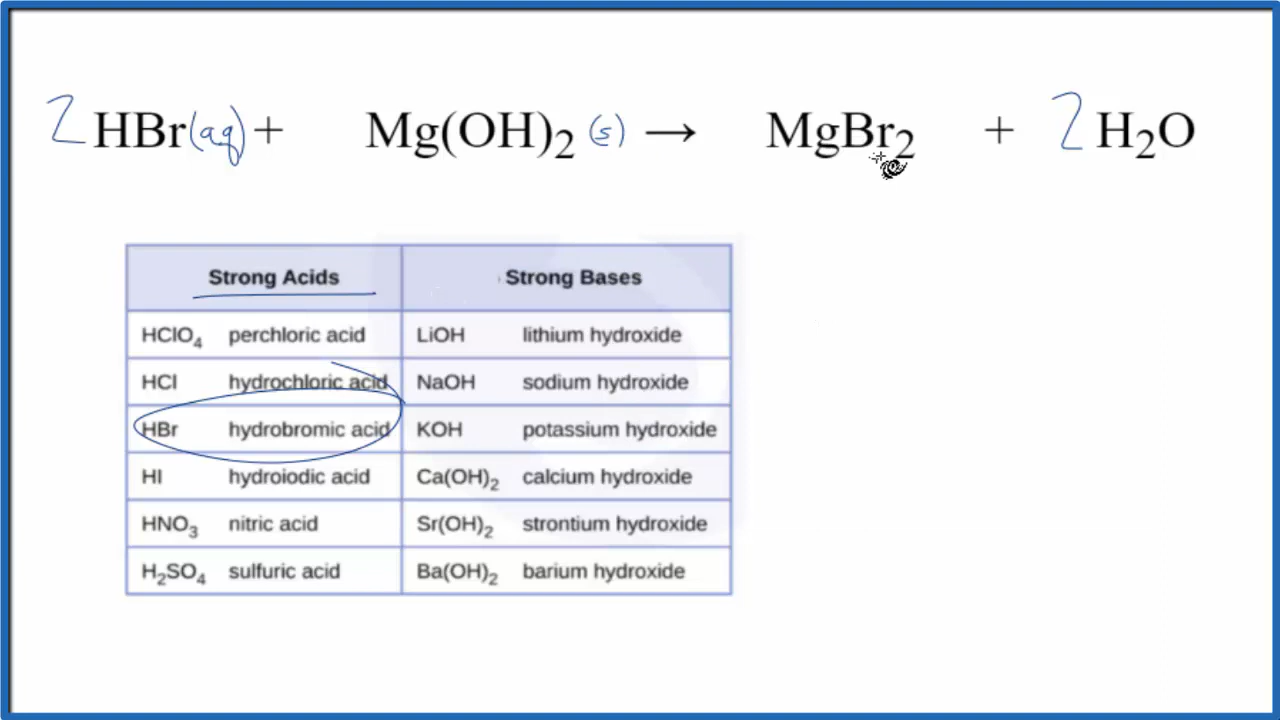 2 HBr(aq) + Mg(OH)₂ (s) → MgBr₂ + 2 H₂O
Strong Acids Strong Bases
HClO₄ perchloric acid LiOH lithium hydroxide
HCl hydrochloric acid NaOH sodium hydroxide
HBr hydrobromic acid KOH potassium hydroxide
HI hydroiodic acid Ca(OH)₂ calcium hydroxide
HNO₃ nitric acid Sr(OH)₂ strontium hydroxide
H₂SO₄ sulfuric acid Ba(OH)₂ barium hydroxide